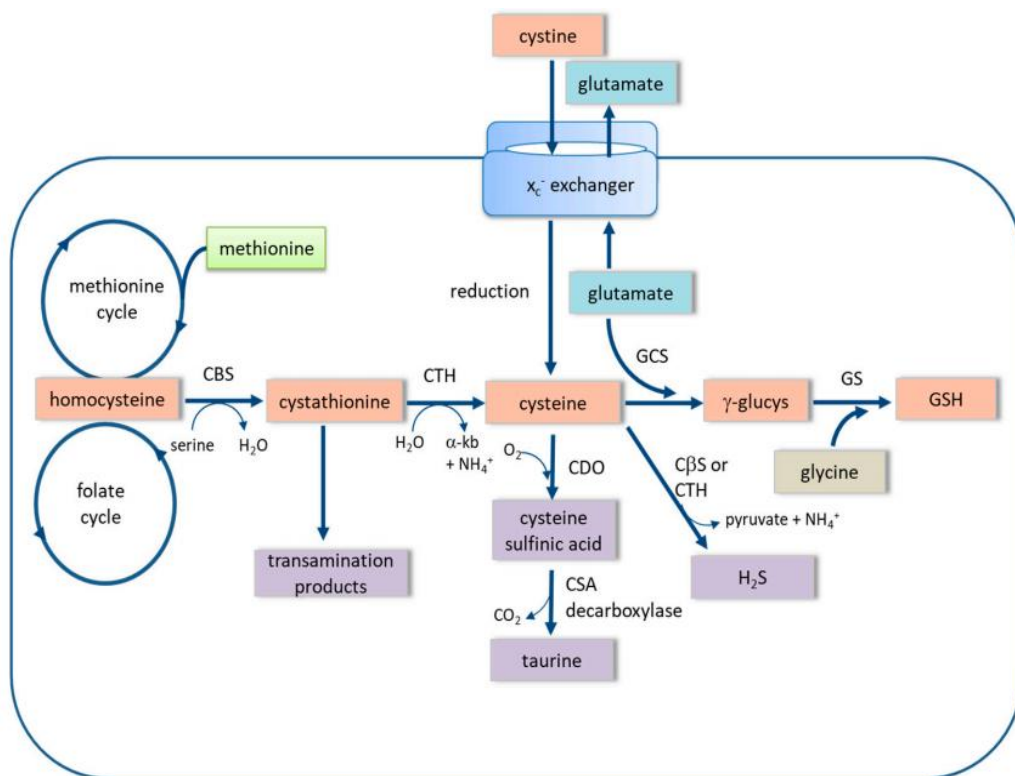 cystine
glutamate
x꜀⁻ exchanger
methionine
methionine
cycle
reduction
glutamate
GCS
homocysteine
CBS
serine
H₂O
cystathionine
CTH
H₂O
α-kb
+ NH₄⁺
cysteine
γ-glucys
GS
GSH
glycine
folate
cycle
transamination
products
O₂
CDO
cysteine
sulfinic acid
CβS or
CTH
pyruvate + NH₄⁺
H₂S
CO₂
CSA
decarboxylase
taurine